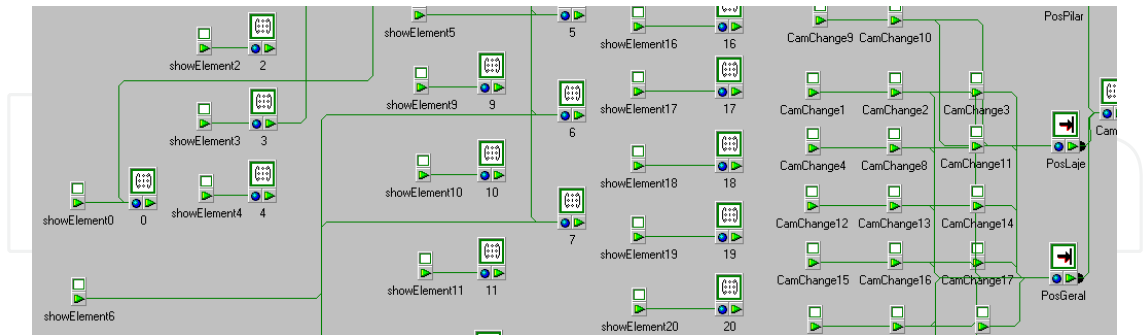 PosPilar
showElement5 5
showElement16 16
CamChange9 CamChange10
showElement2 2
showElement9 9
showElement17 17
CamChange1 CamChange2 CamChange3
showElement3 3
6
CamChange4 CamChange8 CamChange11
PosLaje
showElement10 10
showElement18 18
showElement0 0
showElement4 4
CamChange12 CamChange13 CamChange14
7
showElement19 19
CamChange15 CamChange16 CamChange17
showElement11 11
PosGeral
showElement6
showElement20 20